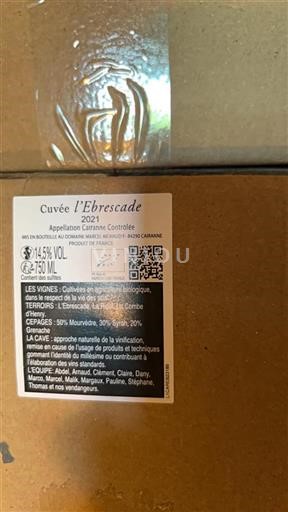 Cuvée l'Ebrescade
2021
Appellation Cairanne Contrôlée
MIS EN BOUTEILLE AU DOMAINE MARCEL RICHAUD F- 84290 CAIRANNE
PRODUIT DE FRANCE
14,5% VOL.
750 ML
Contient des sulfites
LES VIGNES : Cultivées en agriculture biologique,
dans le respect de la vie des sols
TERROIRS : L'Ebrescade, La Combe
d'Henry.
CEPAGES : 50% Mourvèdre, 30% Syrah, 20%
Grenache
LA CAVE : approche naturelle de la vinification,
remise en cause de l'usage de produits et techniques
gommant l'identité du millésime ou contribuant à
l'élaboration des vins standards.
L'EQUIPE : Abdel, Arnaud, Clément, Claire, Dany,
Marco, Marcel, Malik, Margaux, Pauline, Stéphane,
Thomas et nos vendangeurs.